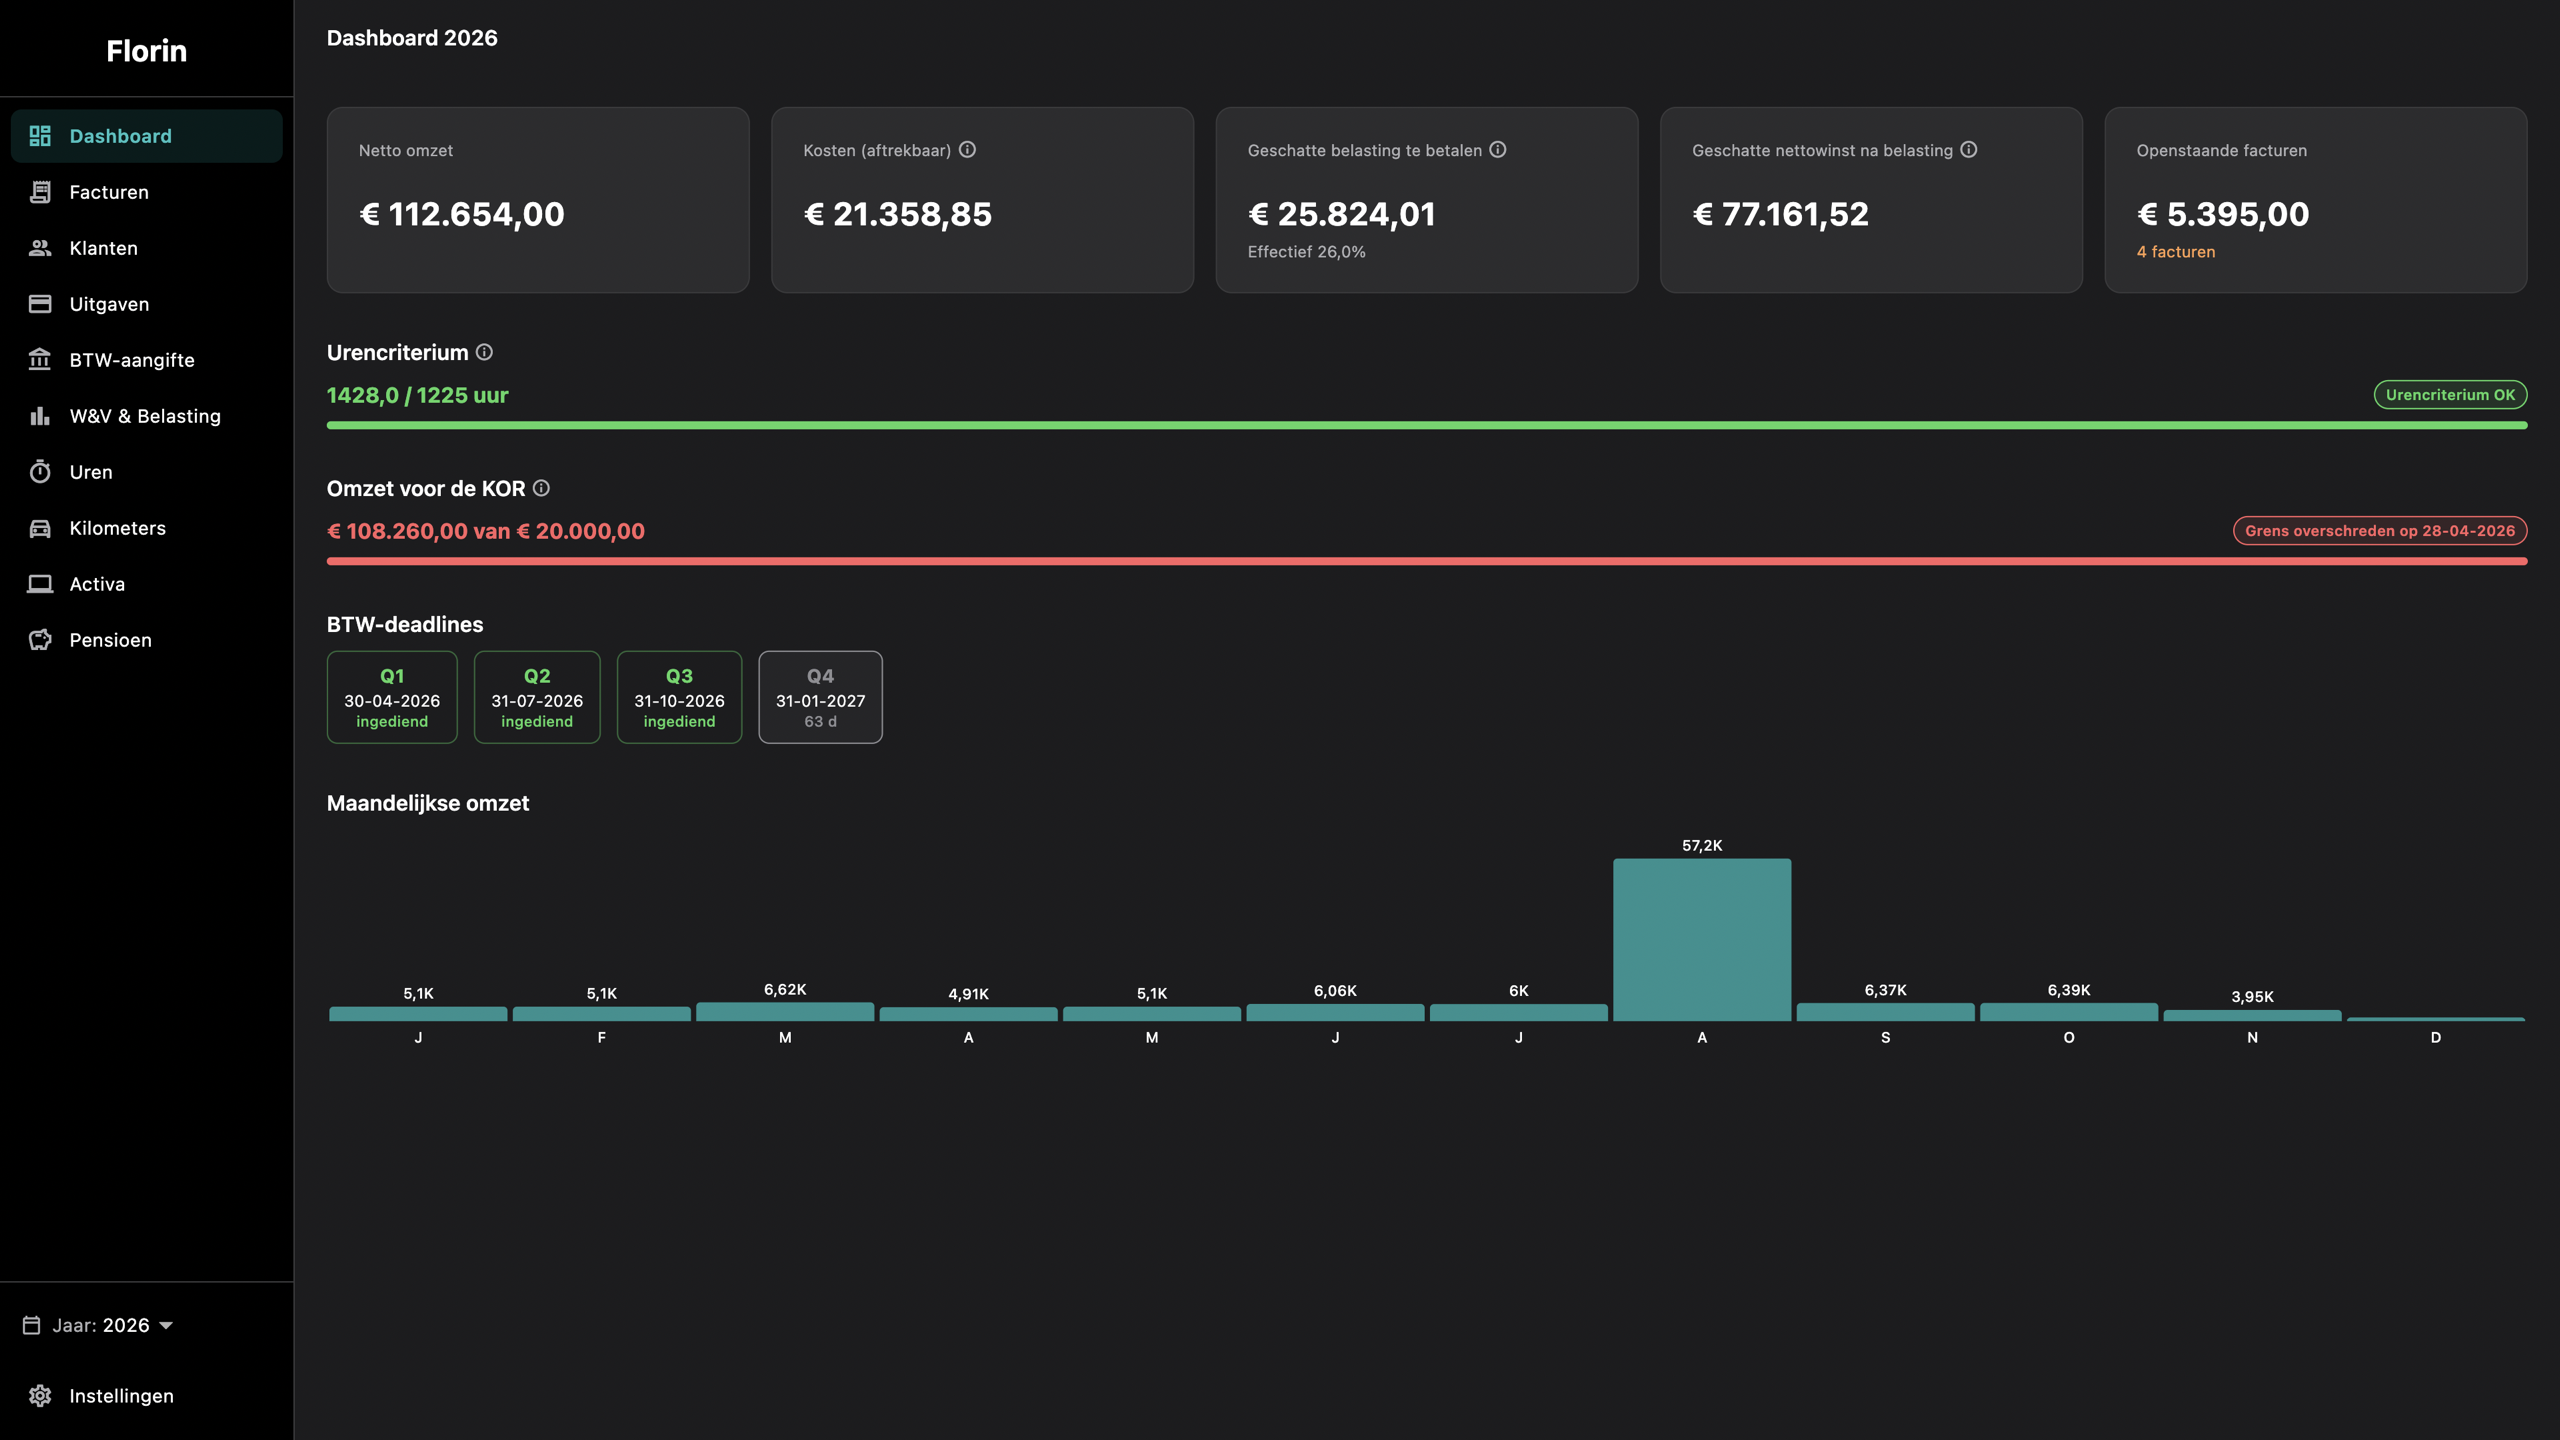 Florin
Dashboard
Facturen
Klanten
Uitgaven
BTW-aangifte
W&V & Belasting
Uren
Kilometers
Activa
Pensioen
Jaar: 2026
Instellingen
Dashboard 2026
Netto omzet
€ 112.654,00
Kosten (aftrekbaar)
€ 21.358,85
Geschatte belasting te betalen
€ 25.824,01
Effectief 26,0%
Geschatte nettowinst na belasting
€ 77.161,52
Openstaande facturen
€ 5.395,00
4 facturen
Urencriterium
1428,0 / 1225 uur
Urencriterium OK
Omzet voor de KOR
€ 108.260,00 van € 20.000,00
Grens overschreden op 28-04-2026
BTW-deadlines
Q1
30-04-2026
ingediend
Q2
31-07-2026
ingediend
Q3
31-10-2026
ingediend
Q4
31-01-2027
63 d
Maandelijkse omzet
5,1K
5,1K
6,62K
4,91K
5,1K
6,06K
6K
57,2K
6,37K
6,39K
3,95K
J
F
M
A
M
J
J
A
S
O
N
D